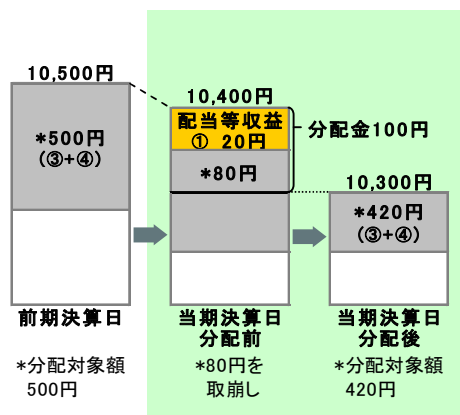 10,500円
*500円
(③+④)
前期決算日
*分配対象額
500円
10,400円
配当等収益
① 20円
*80円
分配金100円
当期決算日
分配前
*80円を
取崩し
10,300円
*420円
(③+④)
当期決算日
分配後
*分配対象額
420円